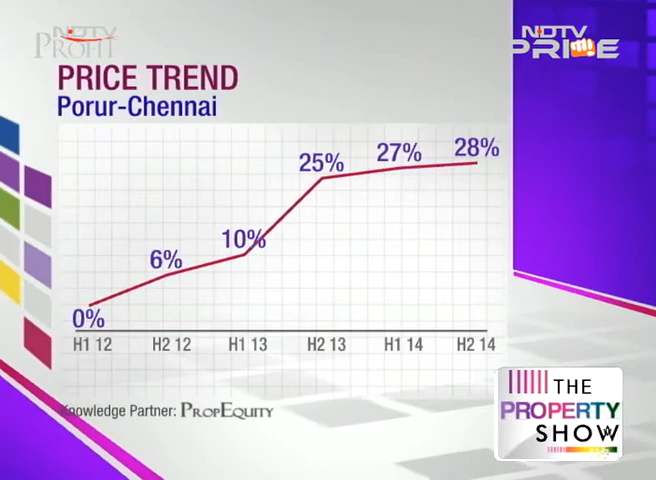 NDTV
PROFIT
NDTV
PRIME
PRICE TREND
Porur-Chennai
0%
6%
10%
25%
27%
28%
H1 12
H2 12
H1 13
H2 13
H1 14
H2 14
Knowledge Partner: PROPEQUITY
THE
PROPERTY
SHOW